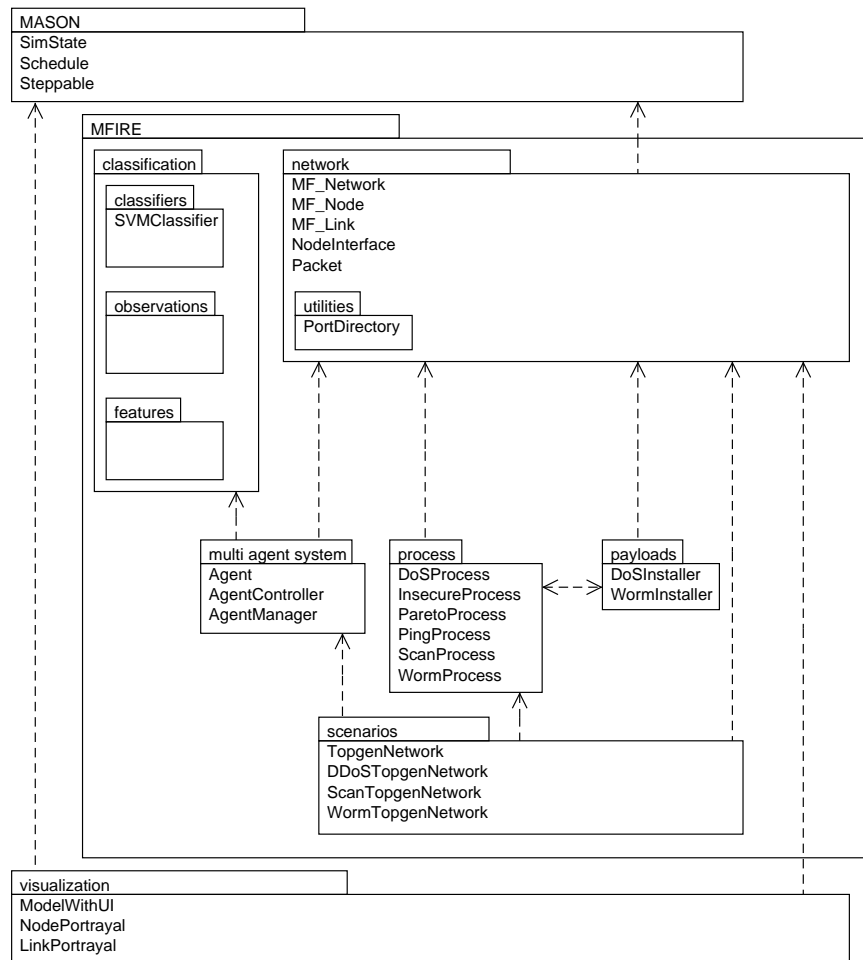 MASON
SimState
Schedule
Steppable
MFIRE
classification
classifiers
SVMClassifier
observations
features
network
MF_Network
MF_Node
MF_Link
NodeInterface
Packet
utilities
PortDirectory
multi agent system
Agent
AgentController
AgentManager
process
DoSProcess
InsecureProcess
ParetoProcess
PingProcess
ScanProcess
WormProcess
payloads
DoSInstaller
WormInstaller
scenarios
TopgenNetwork
DDoSTopgenNetwork
ScanTopgenNetwork
WormTopgenNetwork
visualization
ModelWithUI
NodePortrayal
LinkPortrayal